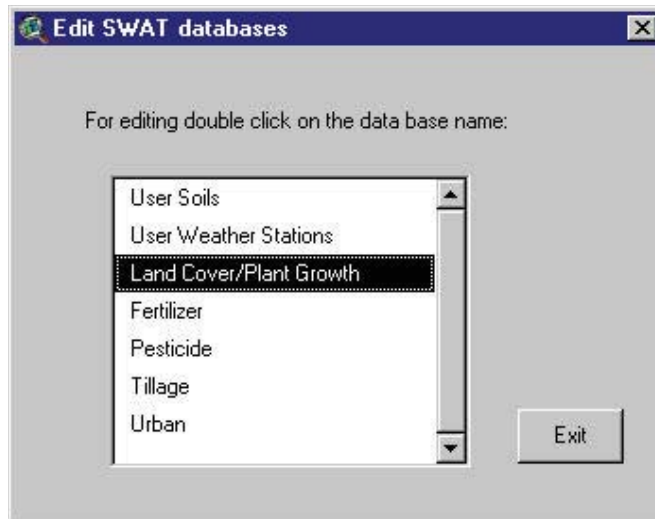 Edit SWAT databases
For editing double click on the data base name:
User Soils
User Weather Stations
Land Cover/Plant Growth
Fertilizer
Pesticide
Tillage
Urban
Exit